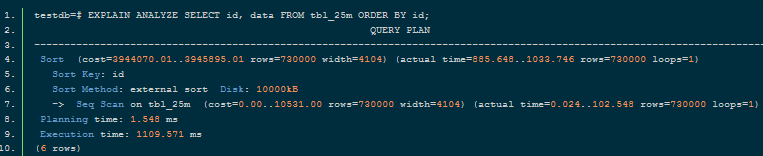 1. testdb=# EXPLAIN ANALYZE SELECT id, data FROM tbl_25m ORDER BY id;
2. QUERY PLAN
3. ----------------------------------------------------------------------------------------------------------------------
4. Sort (cost=3944070.01..3945895.01 rows=730000 width=4104) (actual time=885.648..1033.746 rows=730000 loops=1)
5. Sort Key: id
6. Sort Method: external sort Disk: 10000kB
7. -> Seq Scan on tbl_25m (cost=0.00..10531.00 rows=730000 width=4104) (actual time=0.024..102.548 rows=730000 loops=1)
8. Planning time: 1.548 ms
9. Execution time: 1109.571 ms
10. (6 rows)